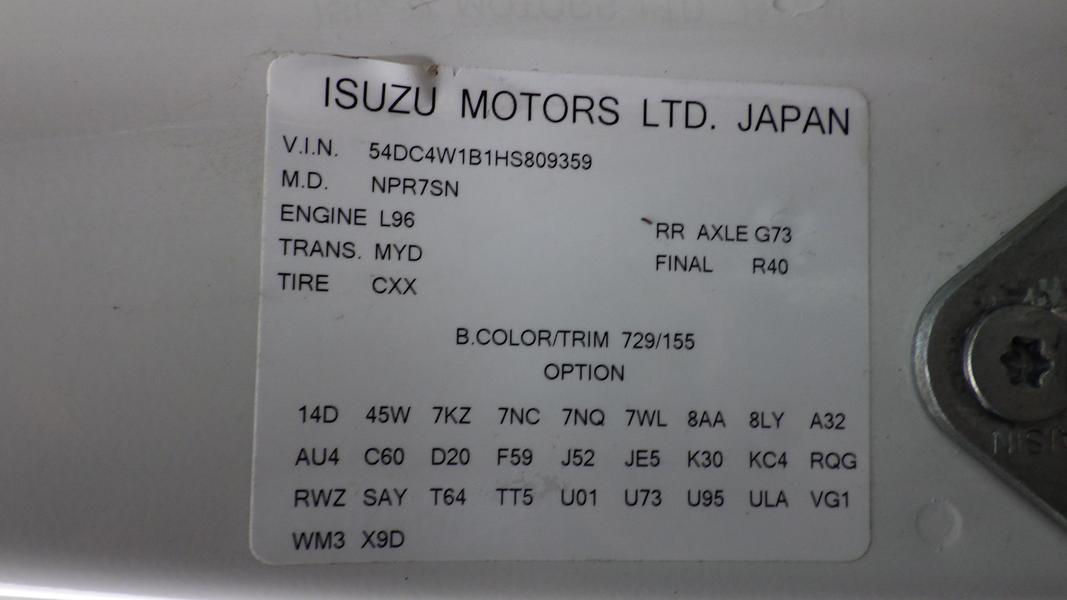 ISUZU MOTORS LTD. JAPAN
V.I.N. 54DC4W1B1HS809359
M.D. NPR7SN
ENGINE L96
RR AXLE G73
TRANS. MYD
FINAL R40
TIRE CXX
B.COLOR/TRIM 729/155
OPTION
14D 45W 7KZ 7NC 7NQ 7WL 8AA 8LY A32
AU4 C60 D20 F59 J52 JE5 K30 KC4 RQG
RWZ SAY T64 TT5 U01 U73 U95 ULA VG1
WM3 X9D